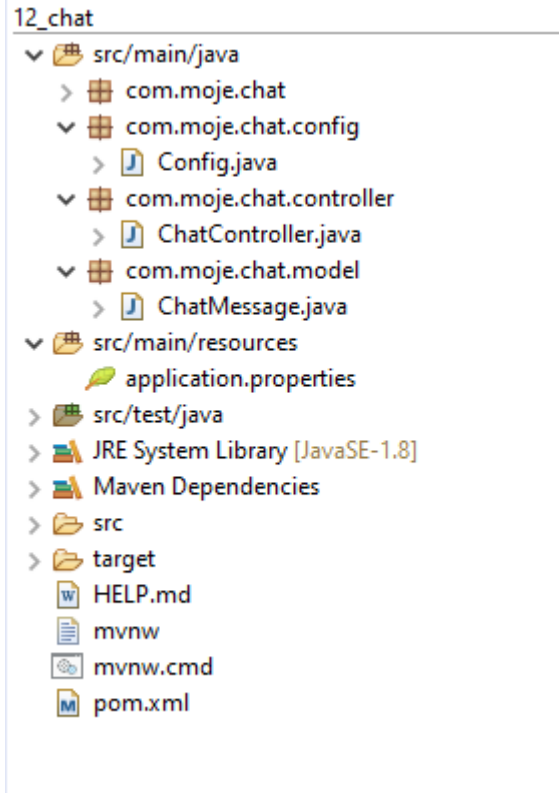 12_chat
src/main/java
com.moje.chat
com.moje.chat.config
Config.java
com.moje.chat.controller
ChatController.java
com.moje.chat.model
ChatMessage.java
src/main/resources
application.properties
src/test/java
JRE System Library [JavaSE-1.8]
Maven Dependencies
src
target
HELP.md
mvnw
mvnw.cmd
pom.xml